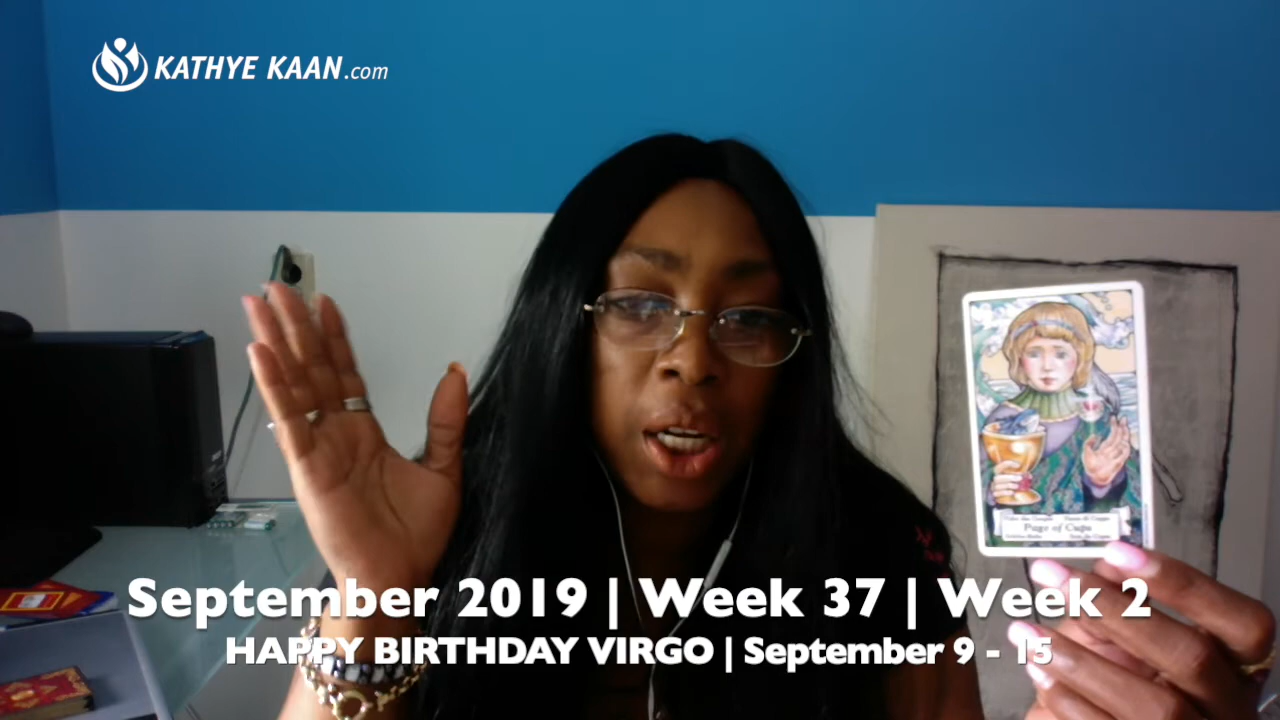 KATHYE KAAN.com
Page of Cups
September 2019 | Week 37 | Week 2
HAPPY BIRTHDAY VIRGO | September 9 - 15